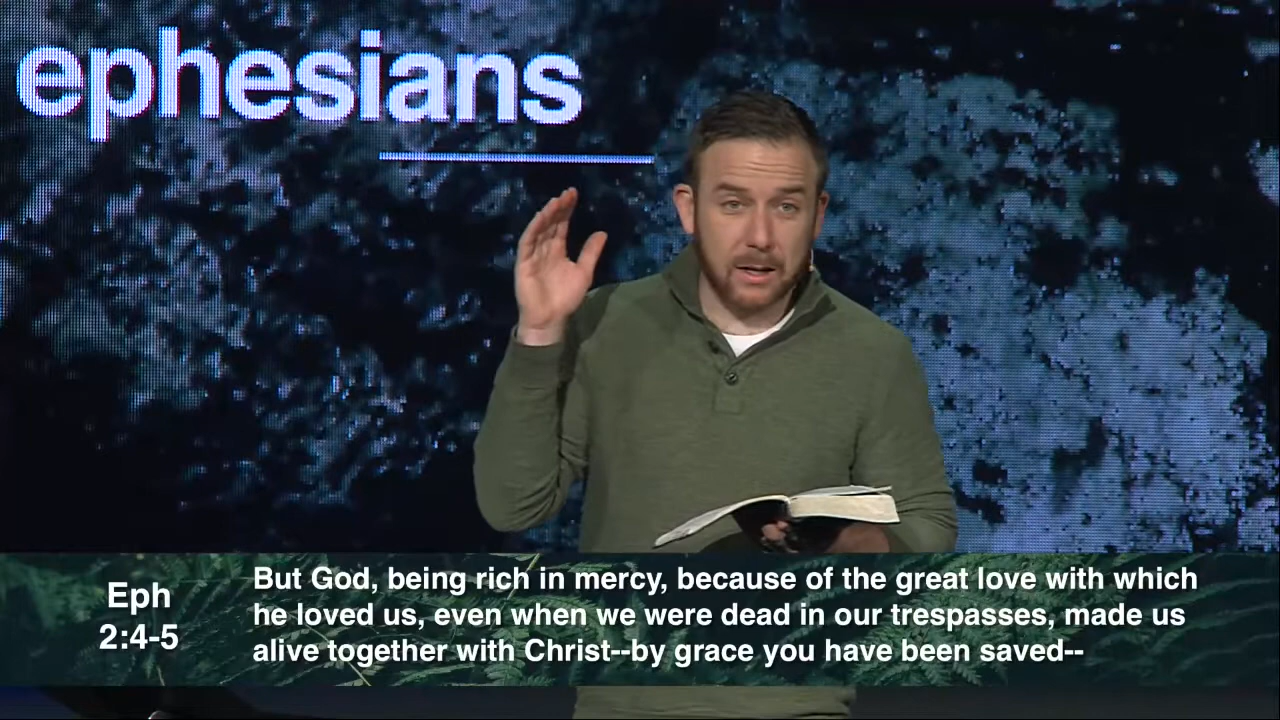 ephesians
Eph
2:4-5
But God, being rich in mercy, because of the great love with which
he loved us, even when we were dead in our trespasses, made us
alive together with Christ--by grace you have been saved--